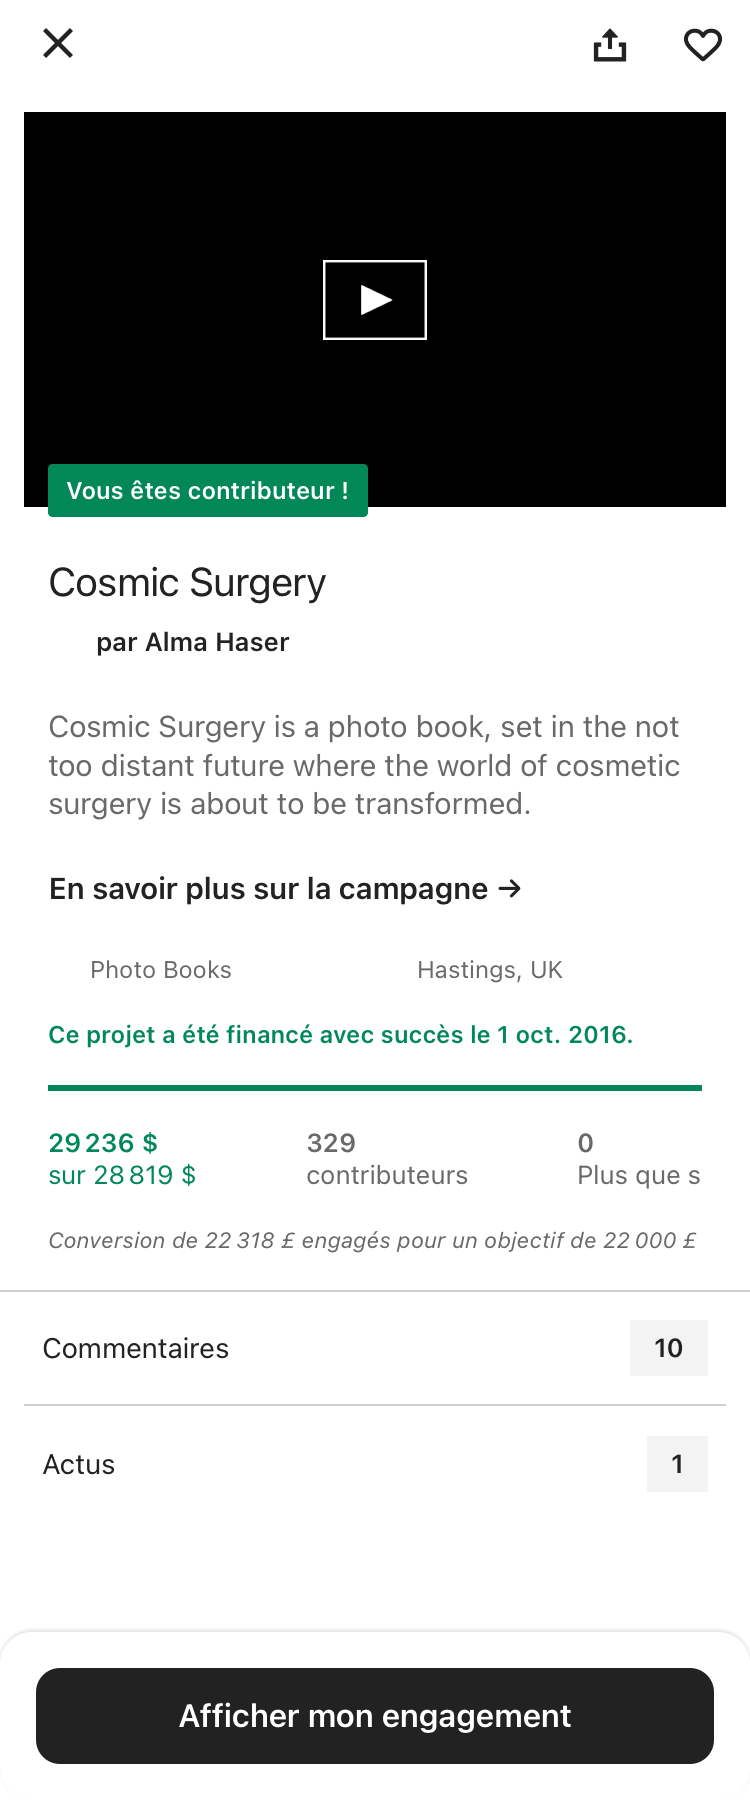 Vous êtes contributeur !
Cosmic Surgery
par Alma Haser
Cosmic Surgery is a photo book, set in the not
too distant future where the world of cosmetic
surgery is about to be transformed.
En savoir plus sur la campagne →
Photo Books
Hastings, UK
Ce projet a été financé avec succès le 1 oct. 2016.
29 236 $
sur 28 819 $
329
contributeurs
0
Plus que s
Conversion de 22 318 £ engagés pour un objectif de 22 000 £
Commentaires
10
Actus
1
Afficher mon engagement